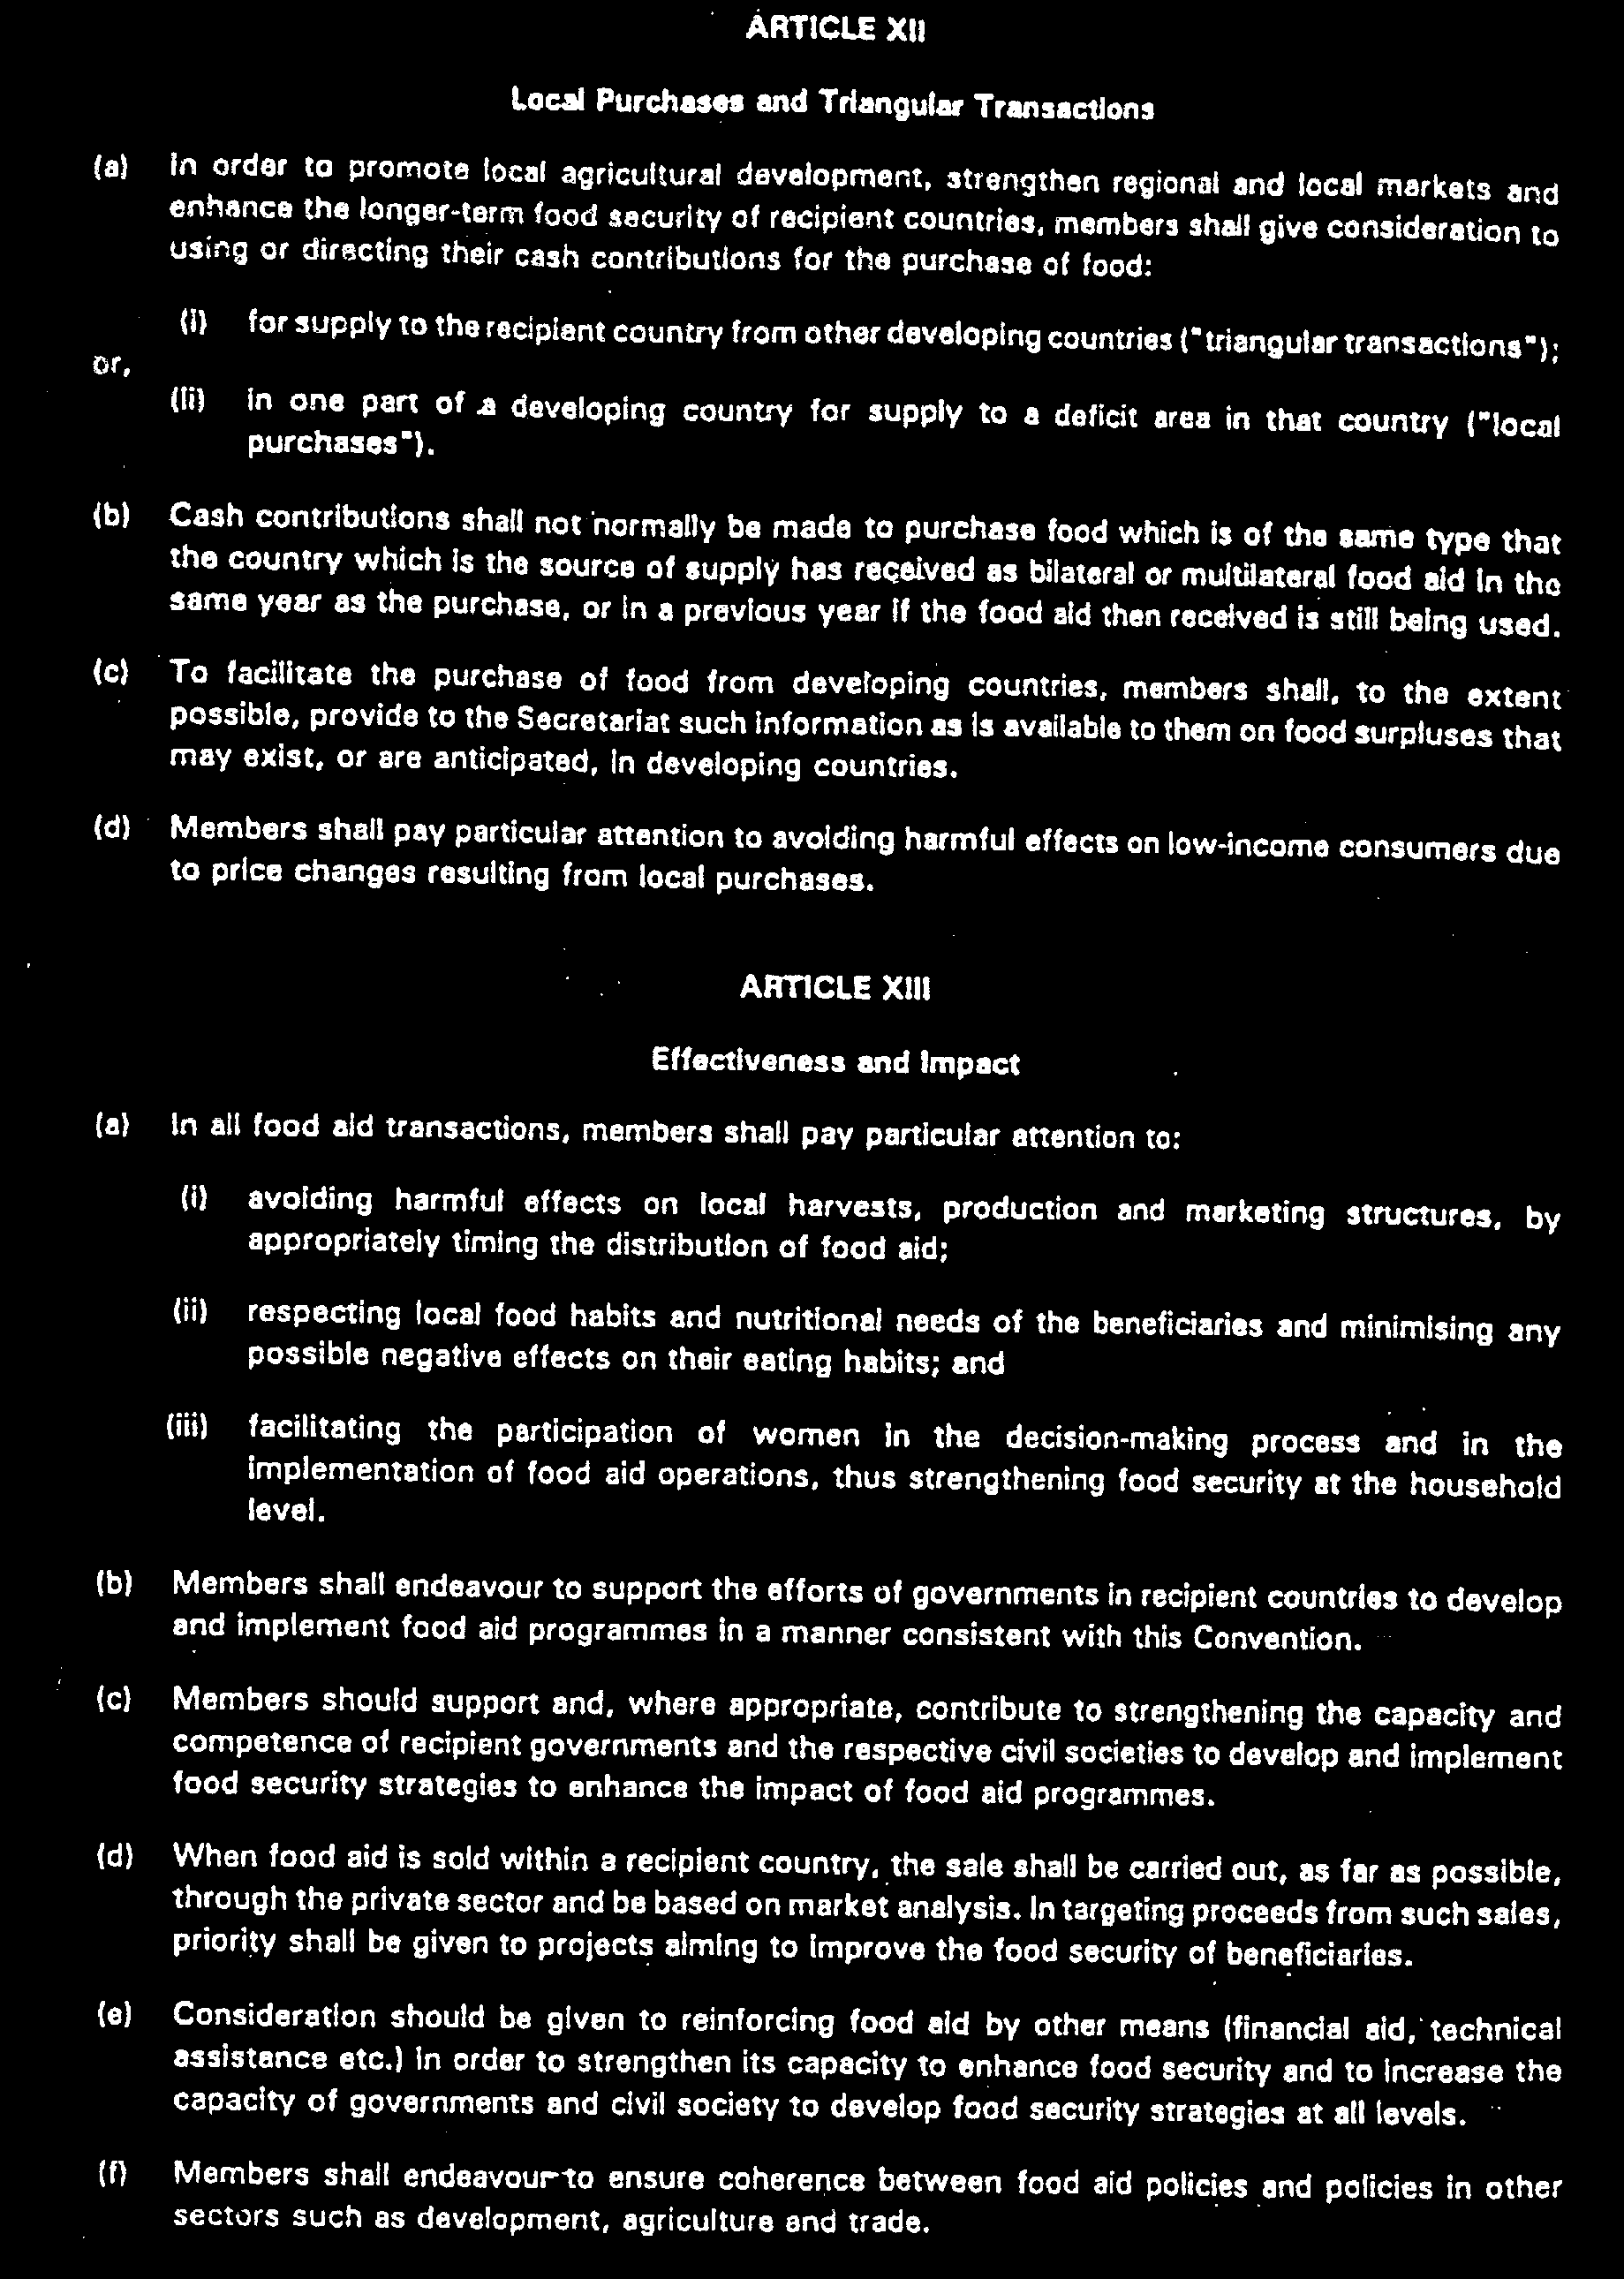 ARTICLE XII
Local Purchases and Triangular Transactions
(a) In order to promote local agricultural development, strengthen regional and local markets and
enhance the longer-term food security of recipient countries, members shall give consideration to
using or directing their cash contributions for the purchase of food:
(i) for supply to the recipient country from other developing countries ("triangular transactions");
or,
(ii) in one part of a developing country for supply to a deficit area in that country ("local
purchases").
(b) Cash contributions shall not normally be made to purchase food which is of the same type that
the country which is the source of supply has received as bilateral or multilateral food aid in the
same year as the purchase, or in a previous year if the food aid then received is still being used.
(c) To facilitate the purchase of food from developing countries, members shall, to the extent
possible, provide to the Secretariat such information as is available to them on food surpluses that
may exist, or are anticipated, in developing countries.
(d) Members shall pay particular attention to avoiding harmful effects on low-income consumers due
to price changes resulting from local purchases.
ARTICLE XIII
Effectiveness and Impact
(a) In all food aid transactions, members shall pay particular attention to:
(i) avoiding harmful effects on local harvests, production and marketing structures, by
appropriately timing the distribution of food aid;
(ii) respecting local food habits and nutritional needs of the beneficiaries and minimising any
possible negative effects on their eating habits; and
(iii) facilitating the participation of women in the decision-making process and in the
implementation of food aid operations, thus strengthening food security at the household
level.
(b) Members shall endeavour to support the efforts of governments in recipient countries to develop
and implement food aid programmes in a manner consistent with this Convention.
(c) Members should support and, where appropriate, contribute to strengthening the capacity and
competence of recipient governments and the respective civil societies to develop and implement
food security strategies to enhance the impact of food aid programmes.
(d) When food aid is sold within a recipient country, the sale shall be carried out, as far as possible,
through the private sector and be based on market analysis. In targeting proceeds from such sales,
priority shall be given to projects aiming to improve the food security of beneficiaries.
(e) Consideration should be given to reinforcing food aid by other means (financial aid, technical
assistance etc.) in order to strengthen its capacity to enhance food security and to increase the
capacity of governments and civil society to develop food security strategies at all levels.
(f) Members shall endeavour to ensure coherence between food aid policies and policies in other
sectors such as development, agriculture and trade.